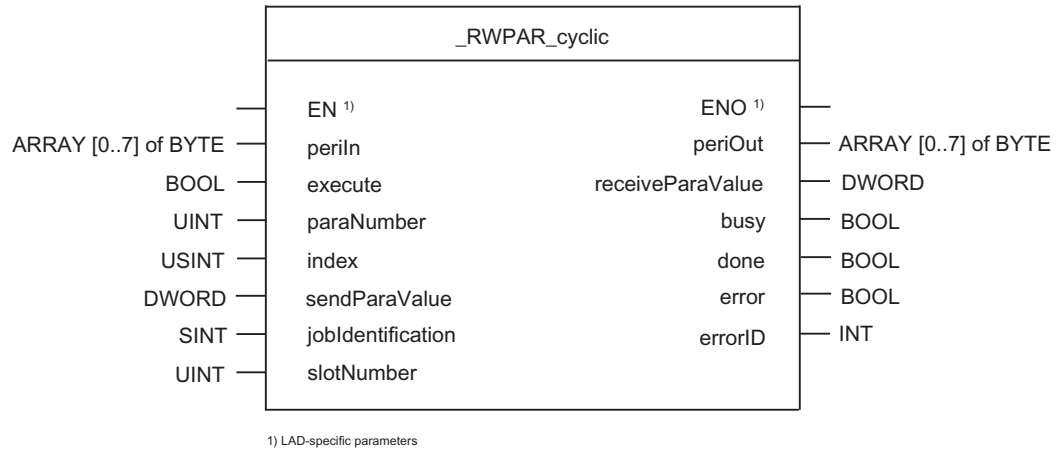 _RWPAR_cyclic
EN 1) ENO 1)
ARRAY [0..7] of BYTE periIn periOut ARRAY [0..7] of BYTE
BOOL execute receiveParaValue DWORD
UINT paraNumber busy BOOL
USINT index done BOOL
DWORD sendParaValue error BOOL
SINT jobIdentification errorID INT
UINT slotNumber
1) LAD-specific parameters